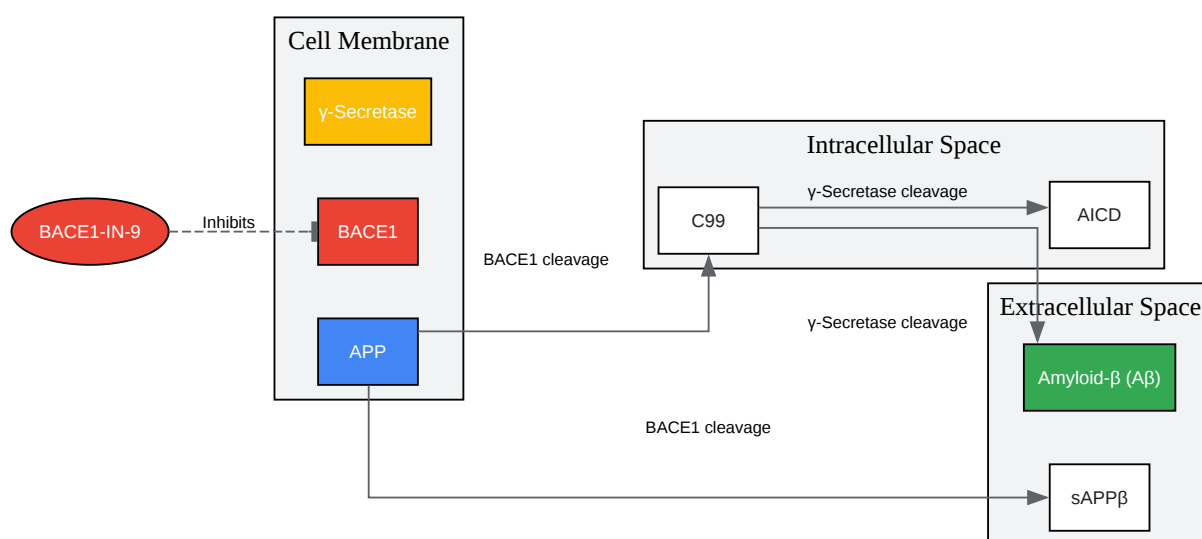 Cell Membrane
γ-Secretase
BACE1-IN-9
Inhibits
BACE1
APP
BACE1 cleavage
Intracellular Space
C99
γ-Secretase cleavage
AICD
γ-Secretase cleavage
Extracellular Space
Amyloid-β (Aβ)
BACE1 cleavage
sAPPβ